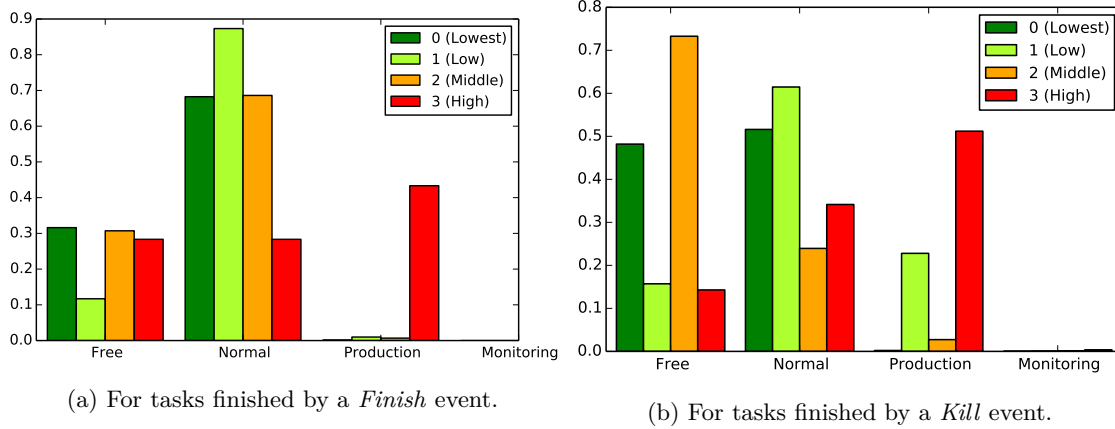 0.9
0.8
0.7
0.6
0.5
0.4
0.3
0.2
0.1
0.0
Free Normal Production Monitoring
0 (Lowest)
1 (Low)
2 (Middle)
3 (High)
(a) For tasks finished by a Finish event.
0.8
0.7
0.6
0.5
0.4
0.3
0.2
0.1
0.0
Free Normal Production Monitoring
0 (Lowest)
1 (Low)
2 (Middle)
3 (High)
(b) For tasks finished by a Kill event.